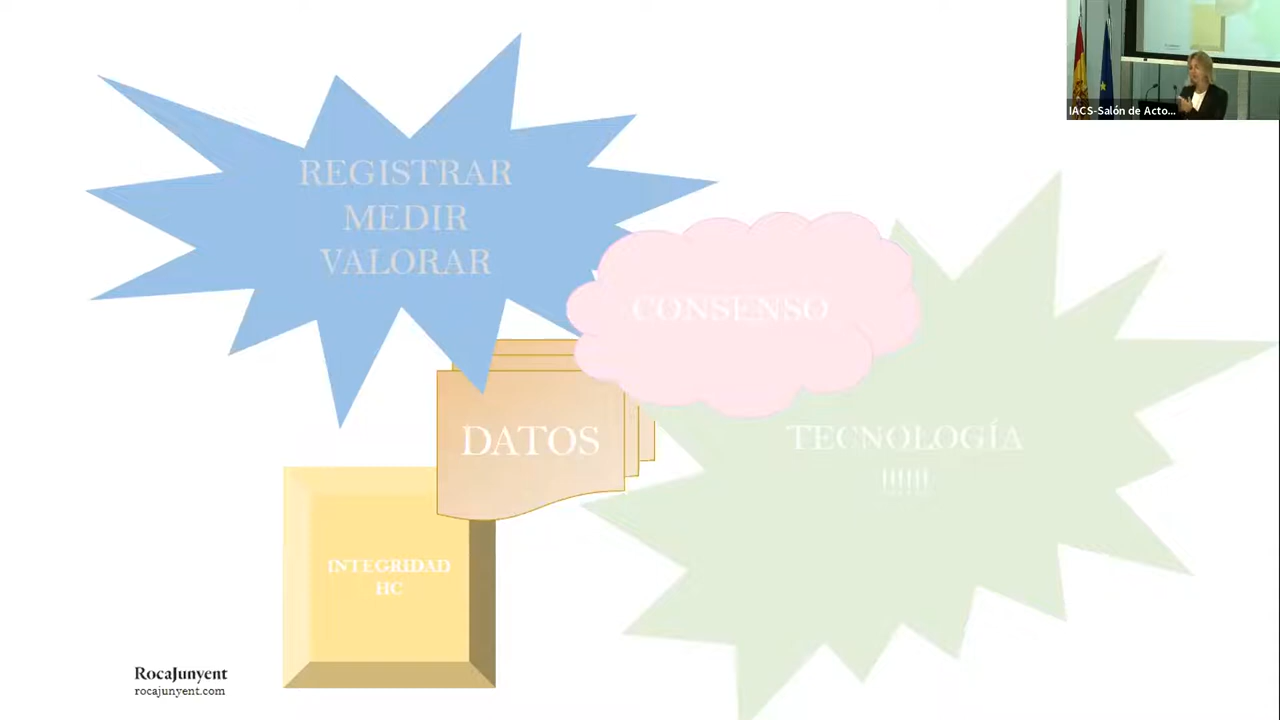 IACS-Salón de Acto...
REGISTRAR
MEDIR
VALORAR
CONSENSO
DATOS
TECNOLOGÍA
!!!!!!
INTEGRIDAD
HC
RocaJunyent
rocajunyent.com